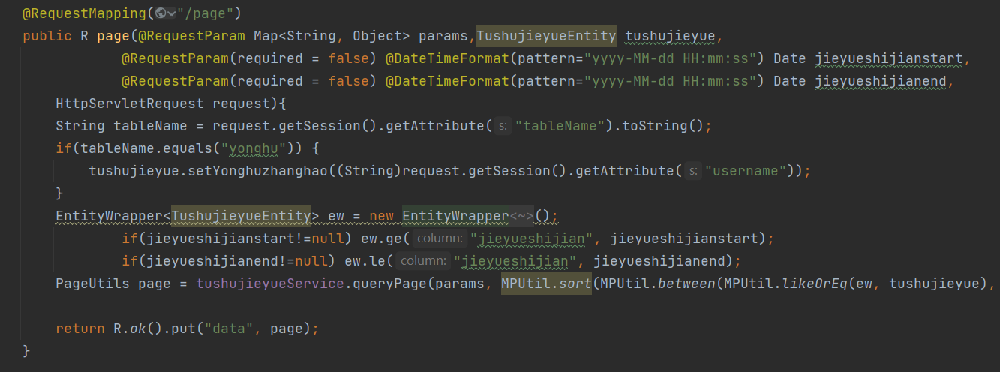 @RequestMapping("/page")
public R page(@RequestParam Map<String, Object> params,TushujieyueEntity tushujieyue,
@RequestParam(required = false) @DateTimeFormat(pattern="yyyy-MM-dd HH:mm:ss") Date jieyueshijianstart,
@RequestParam(required = false) @DateTimeFormat(pattern="yyyy-MM-dd HH:mm:ss") Date jieyueshijianend,
HttpServletRequest request){
String tableName = request.getSession().getAttribute( s: "tableName").toString();
if(tableName.equals("yonghu")) {
tushujieyue.setYonghuzhanghao((String)request.getSession().getAttribute( s: "username"));
}
EntityWrapper<TushujieyueEntity> ew = new EntityWrapper<~>();
if(jieyueshijianstart!=null) ew.ge( column: "jieyueshijian", jieyueshijianstart);
if(jieyueshijianend!=null) ew.le( column: "jieyueshijian", jieyueshijianend);
PageUtils page = tushujieyueService.queryPage(params, MPUtil.sort(MPUtil.between(MPUtil.likeOrEq(ew, tushujieyue),
return R.ok().put("data", page);
}